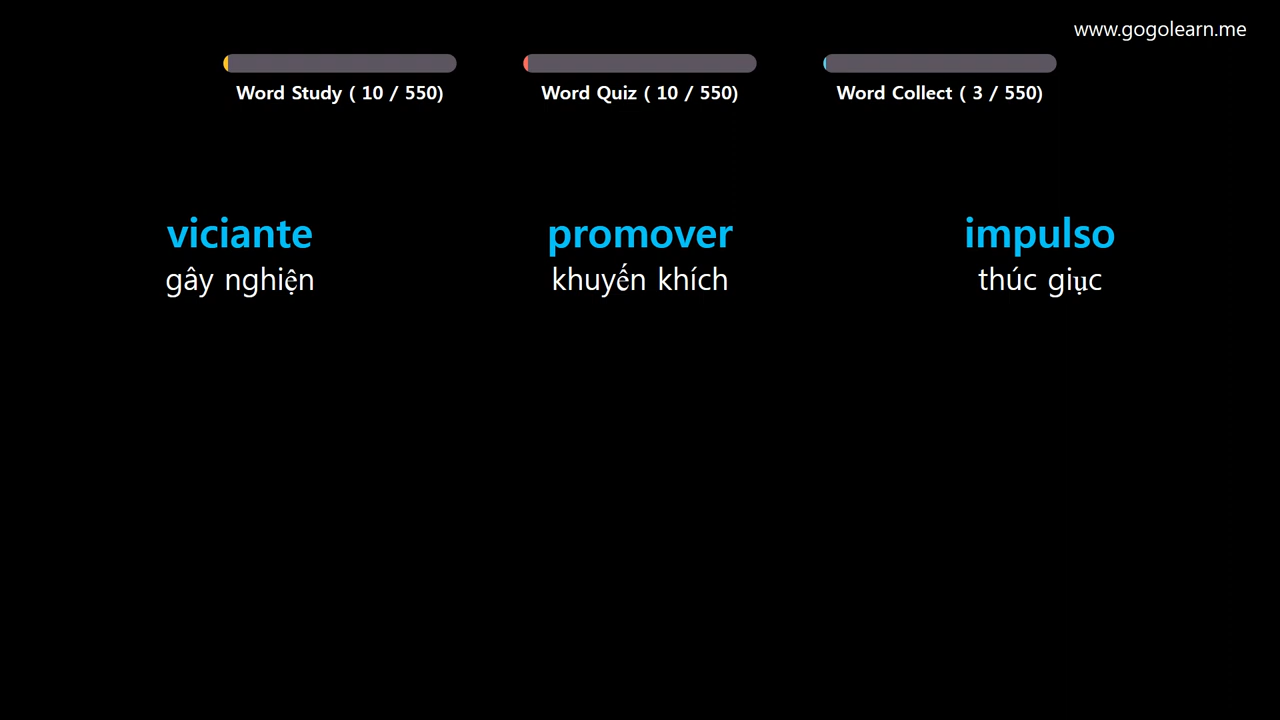 www.gogolearn.me
Word Study ( 10 / 550)
Word Quiz ( 10 / 550)
Word Collect ( 3 / 550)
viciante
gây nghiện
promover
khuyến khích
impulso
thúc giục